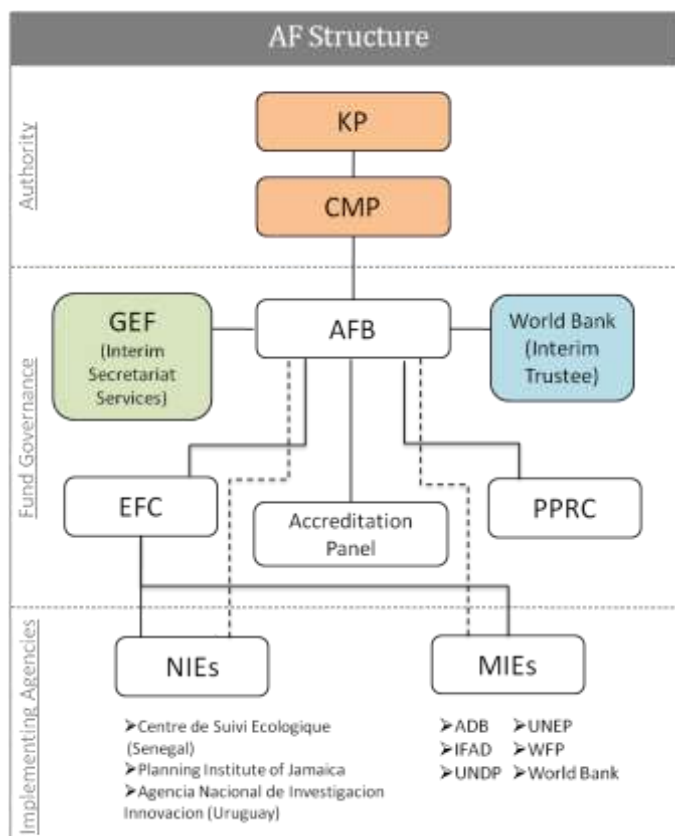 AF Structure
Authority
KP
CMP
Fund Governance
GEF
(Interim
Secretariat
Services)
AFB
World Bank
(Interim
Trustee)
EFC
Accreditation
Panel
PPRC
Implementing Agencies
NIEs
MIEs
➤Centre de Suivi Ecologique
(Senegal)
➤Planning Institute of Jamaica
➤Agencia Nacional de Investigacion
Innovacion (Uruguay)
➤ADB ➤UNEP
➤IFAD ➤WFP
➤UNDP ➤World Bank